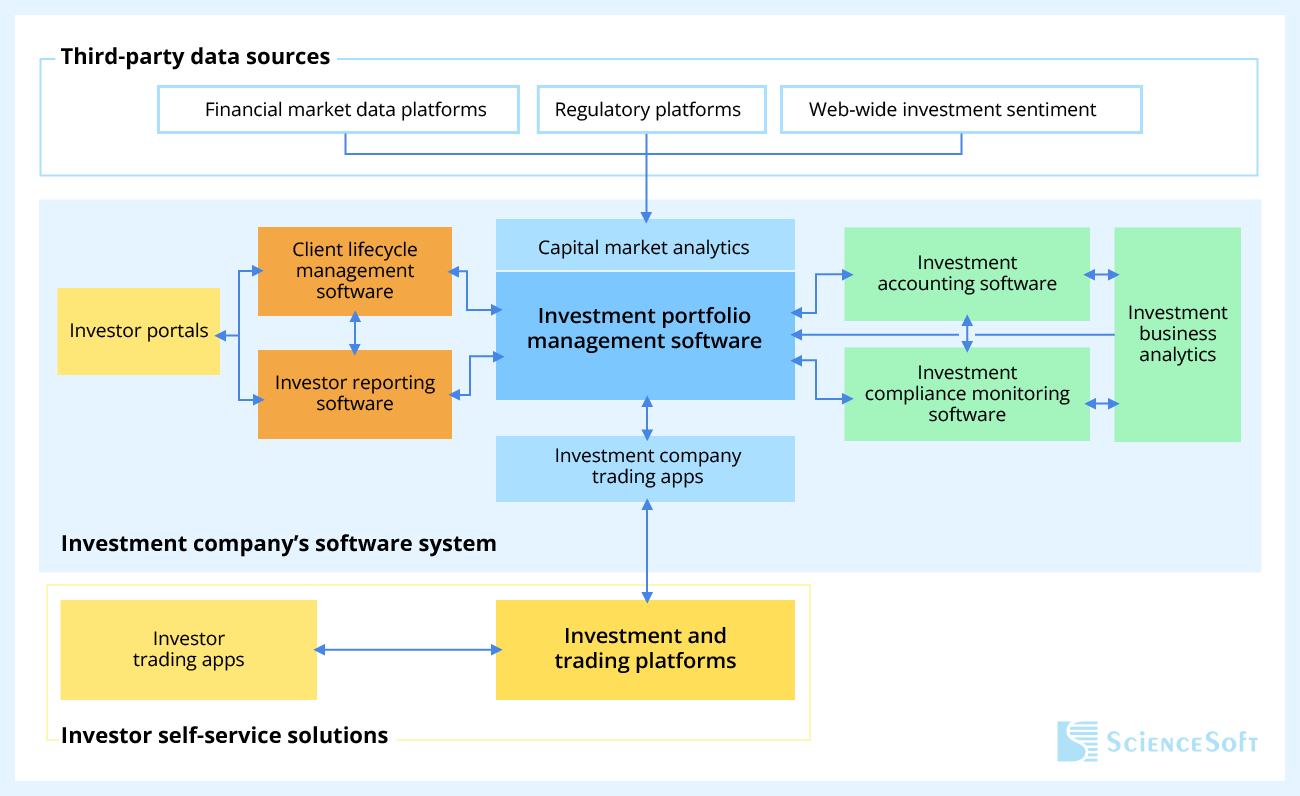 Third-party data sources
Financial market data platforms
Regulatory platforms
Web-wide investment sentiment
Capital market analytics
Client lifecycle
management
software
Investor portals
Investor reporting
software
Investment portfolio
management software
Investment
accounting software
Investment
compliance monitoring
software
Investment
business
analytics
Investment company
trading apps
Investment company’s software system
Investor
trading apps
Investment and
trading platforms
Investor self-service solutions
ScienceSoft